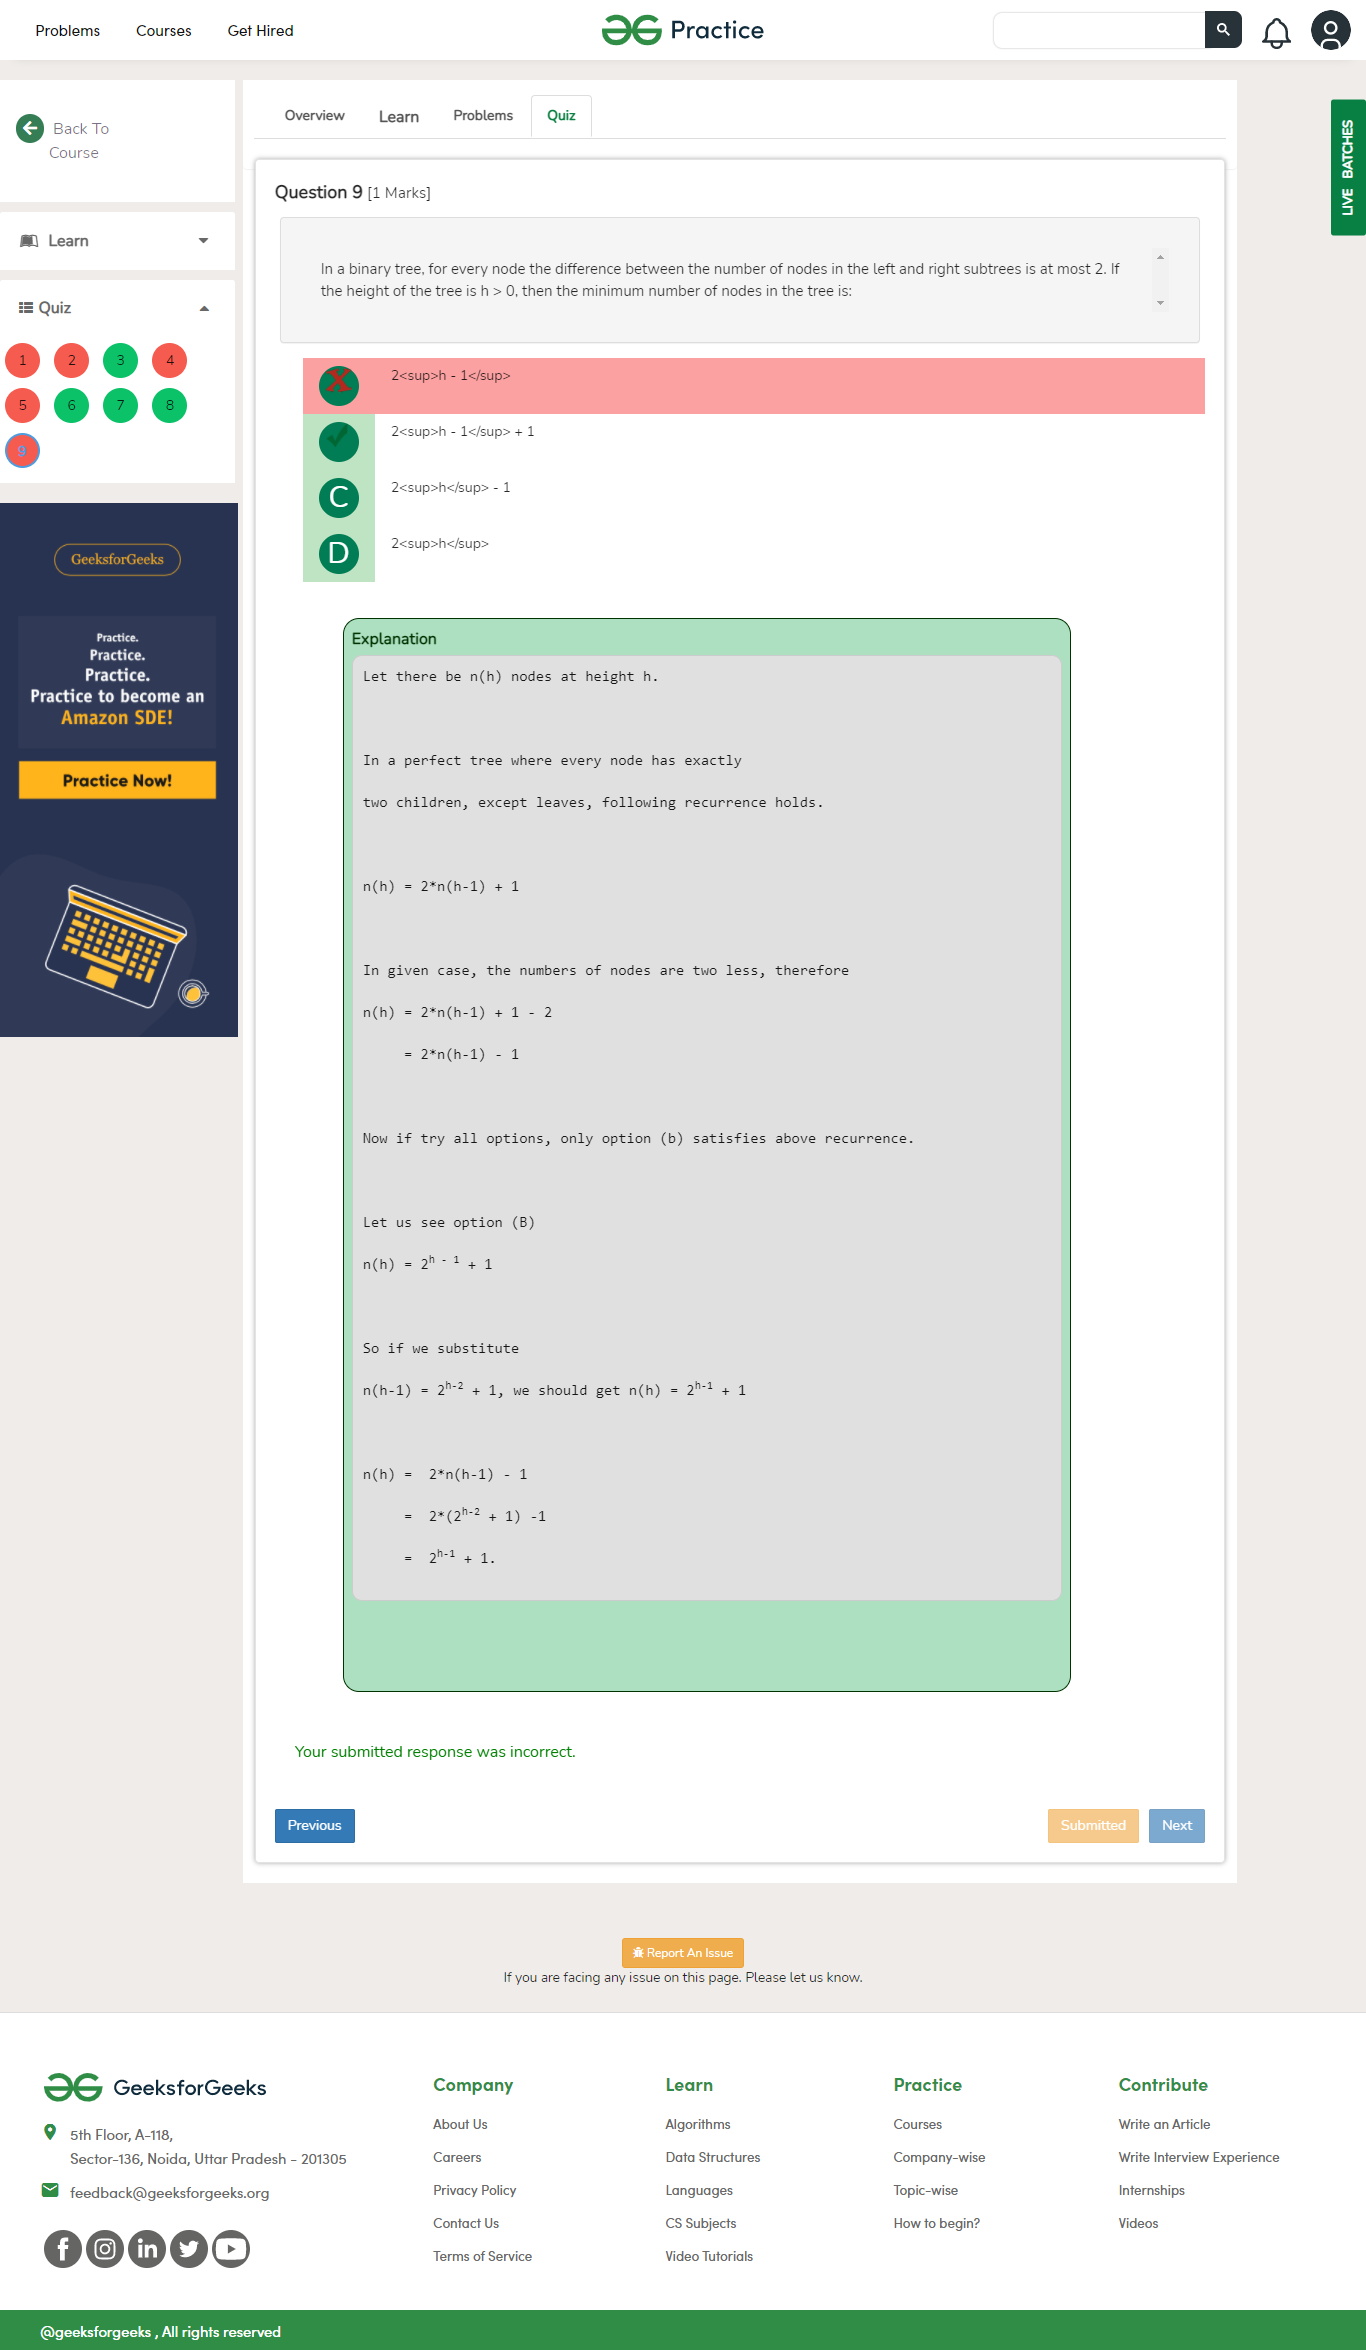 Problems Courses Get Hired
Practice
Back To
Course
Learn
Quiz
1 2 3 4
5 6 7 8
9
GeeksforGeeks
Practice.
Practice.
Practice.
Practice to become an
Amazon SDE!
Practice Now!
Overview Learn Problems Quiz
LIVE BATCHES
Question 9 [1 Marks]
In a binary tree, for every node the difference between the number of nodes in the left and right subtrees is at most 2. If
the height of the tree is h > 0, then the minimum number of nodes in the tree is:
X 2<sup>h - 1</sup>
2<sup>h - 1</sup> + 1
C 2<sup>h</sup> - 1
D 2<sup>h</sup>
Explanation
Let there be n(h) nodes at height h.
In a perfect tree where every node has exactly
two children, except leaves, following recurrence holds.
n(h) = 2*n(h-1) + 1
In given case, the numbers of nodes are two less, therefore
n(h) = 2*n(h-1) + 1 - 2
= 2*n(h-1) - 1
Now if try all options, only option (b) satisfies above recurrence.
Let us see option (B)
n(h) = 2^h - 1 + 1
So if we substitute
n(h-1) = 2^h-2 + 1, we should get n(h) = 2^h-1 + 1
n(h) = 2*n(h-1) - 1
= 2*(2^h-2 + 1) -1
= 2^h-1 + 1.
Your submitted response was incorrect.
Previous Submitted Next
Report An Issue
If you are facing any issue on this page. Please let us know.
GeeksforGeeks
5th Floor, A-118,
Sector-136, Noida, Uttar Pradesh - 201305
feedback@geeksforgeeks.org
Company
About Us
Careers
Privacy Policy
Contact Us
Terms of Service
Learn
Algorithms
Data Structures
Languages
CS Subjects
Video Tutorials
Practice
Courses
Company-wise
Topic-wise
How to begin?
Contribute
Write an Article
Write Interview Experience
Internships
Videos
@geeksforgeeks , All rights reserved